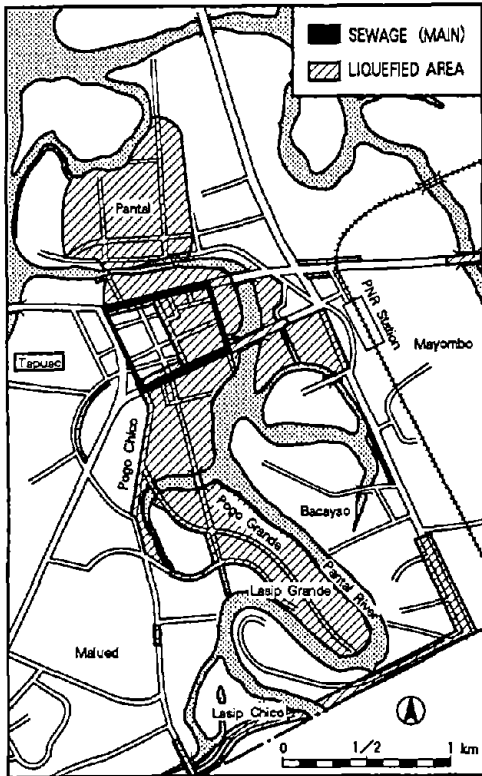 SEWAGE (MAIN)
LIQUEFIED AREA
Pantal
PNR Station
Mayombo
Tapuac
Pogo Chico
Pogo Grande
Bacayao
Pantal River
Lasip Grande
Malued
Lasip Chico
0 1/2 1 km